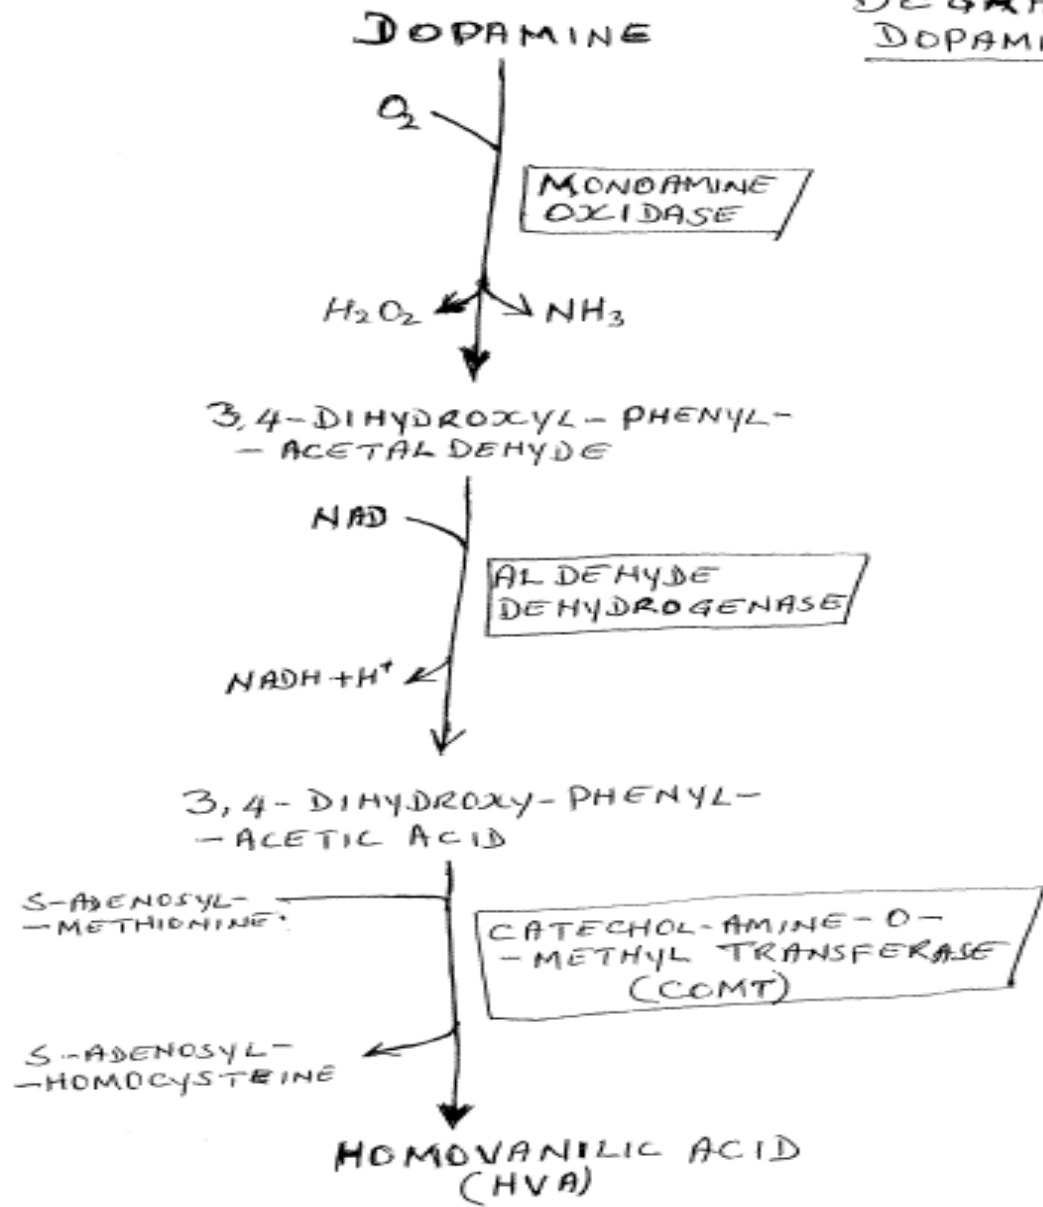 DOPAMINE
O₂
MONOAMINE
OXIDASE
H₂O₂
NH₃
3,4-DIHYDROXYL-PHENYL-
-ACETALDEHYDE
NAD
ALDEHYDE
DEHYDROGENASE
NADH+H⁺
3,4-DIHYDROXY-PHENYL-
-ACETIC ACID
S-ADENOSYL-
-METHIONINE
CATECHOL-AMINE-O-
-METHYL TRANSFERASE
(COMT)
S-ADENOSYL-
-HOMOCYSTEINE
HOMOVANILIC ACID
(HVA)